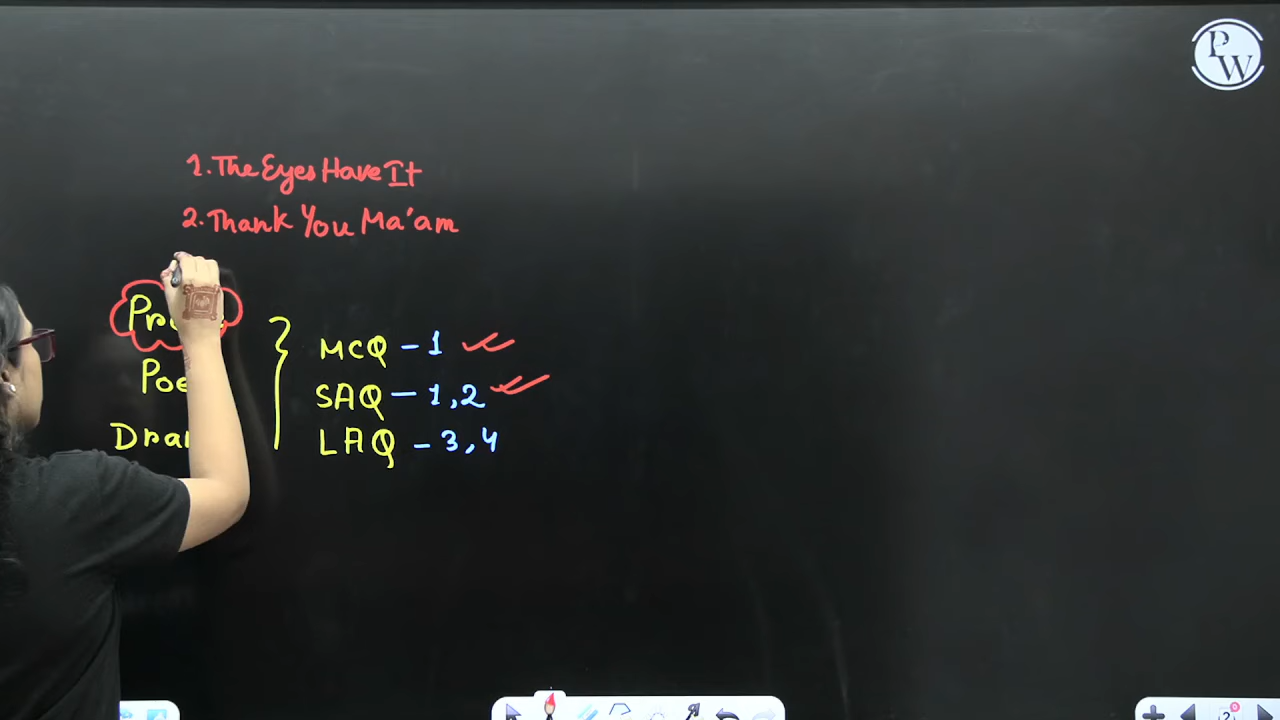 PW
1. The Eyes Have It
2. Thank You Ma'am
MCQ - 1
SAQ - 1, 2
LAQ - 3, 4
2